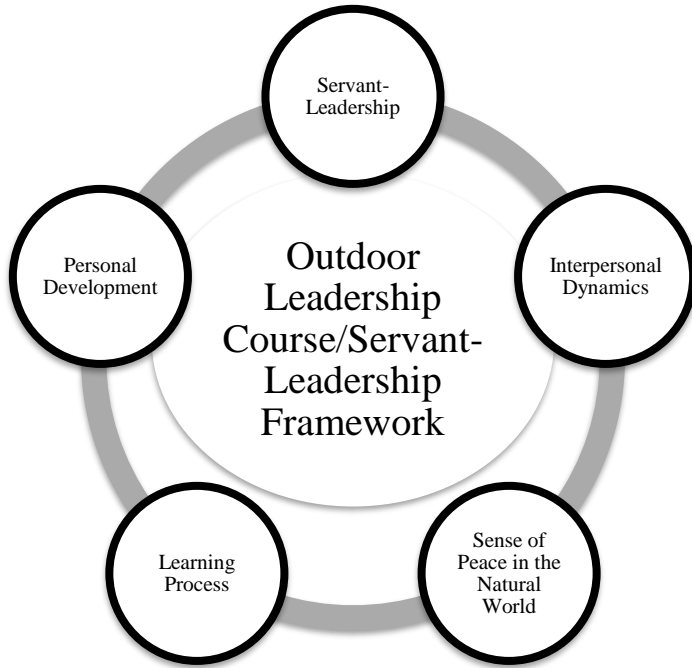 Servant-
Leadership
Personal
Development
Outdoor
Leadership
Course/Servant-
Leadership
Framework
Interpersonal
Dynamics
Learning
Process
Sense of
Peace in the
Natural
World